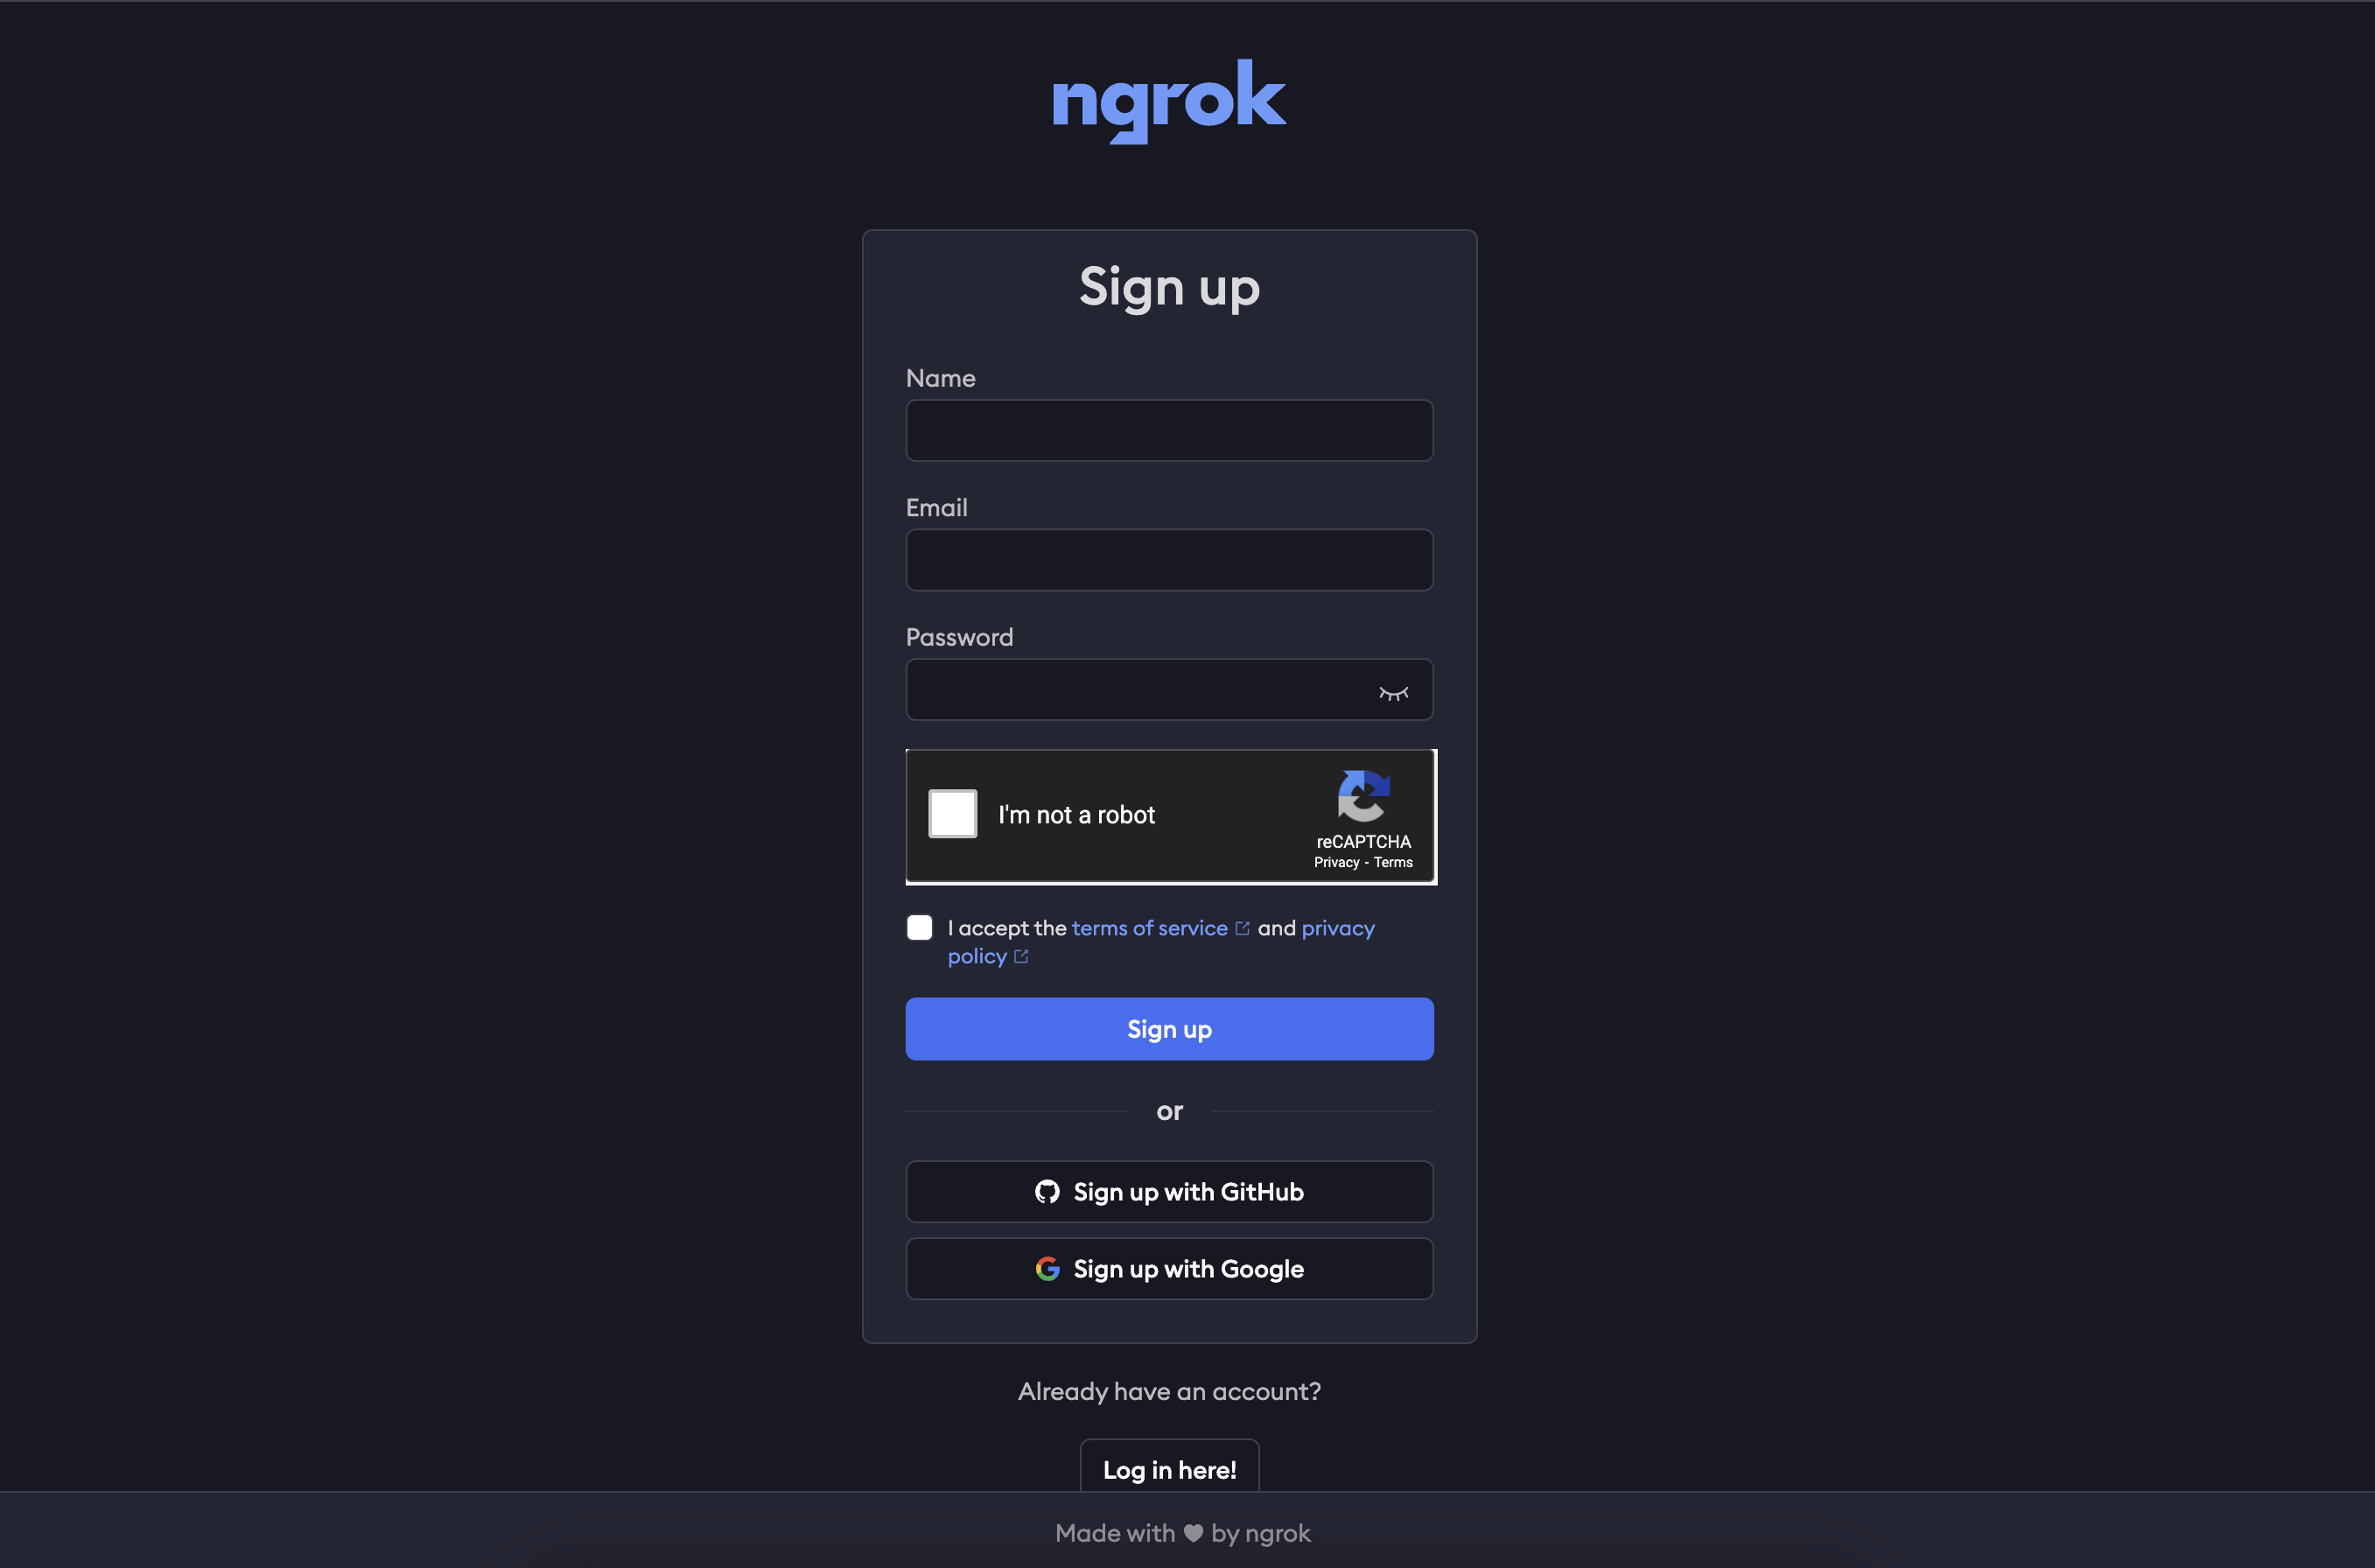 ngrok
Sign up
Name
Email
Password
I'm not a robot
reCAPTCHA
Privacy - Terms
I accept the terms of service and privacy
policy
Sign up
or
Sign up with GitHub
Sign up with Google
Already have an account?
Log in here!
Made with ♥ by ngrok